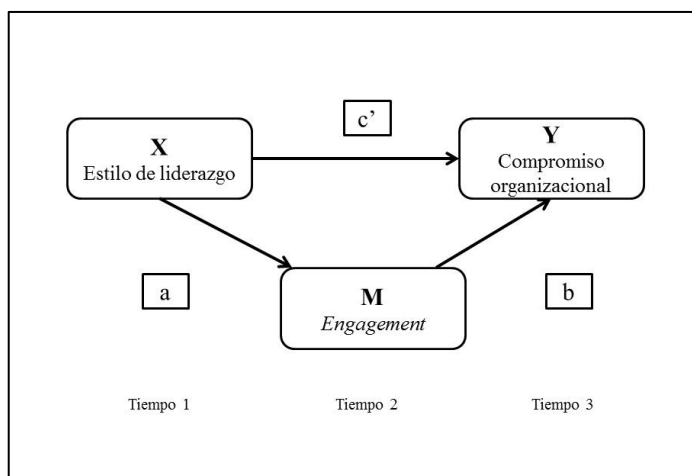 c’
X
Estilo de liderazgo
Y
Compromiso
organizacional
a
M
Engagement
b
Tiempo 1
Tiempo 2
Tiempo 3